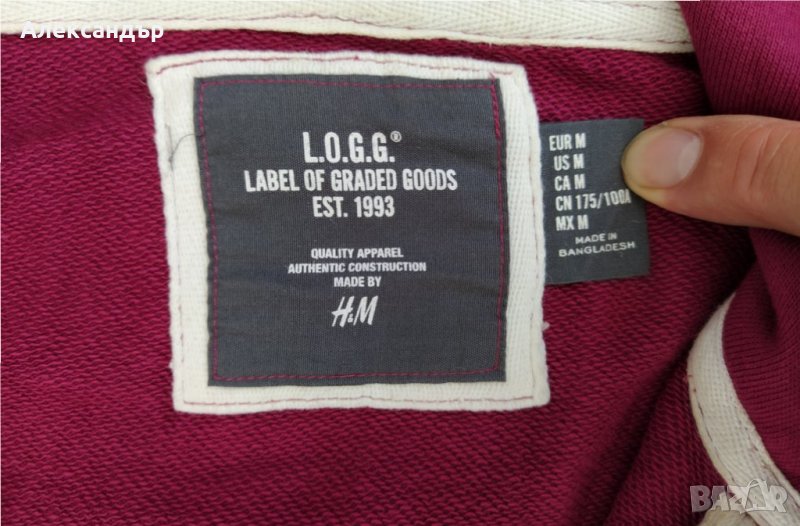 Александър
L.O.G.G.®
LABEL OF GRADED GOODS
EST. 1993
QUALITY APPAREL
AUTHENTIC CONSTRUCTION
MADE BY
H&M
EUR M
US M
CA M
CN 175/100A
MX M
MADE IN
BANGLADESH
BAZAR